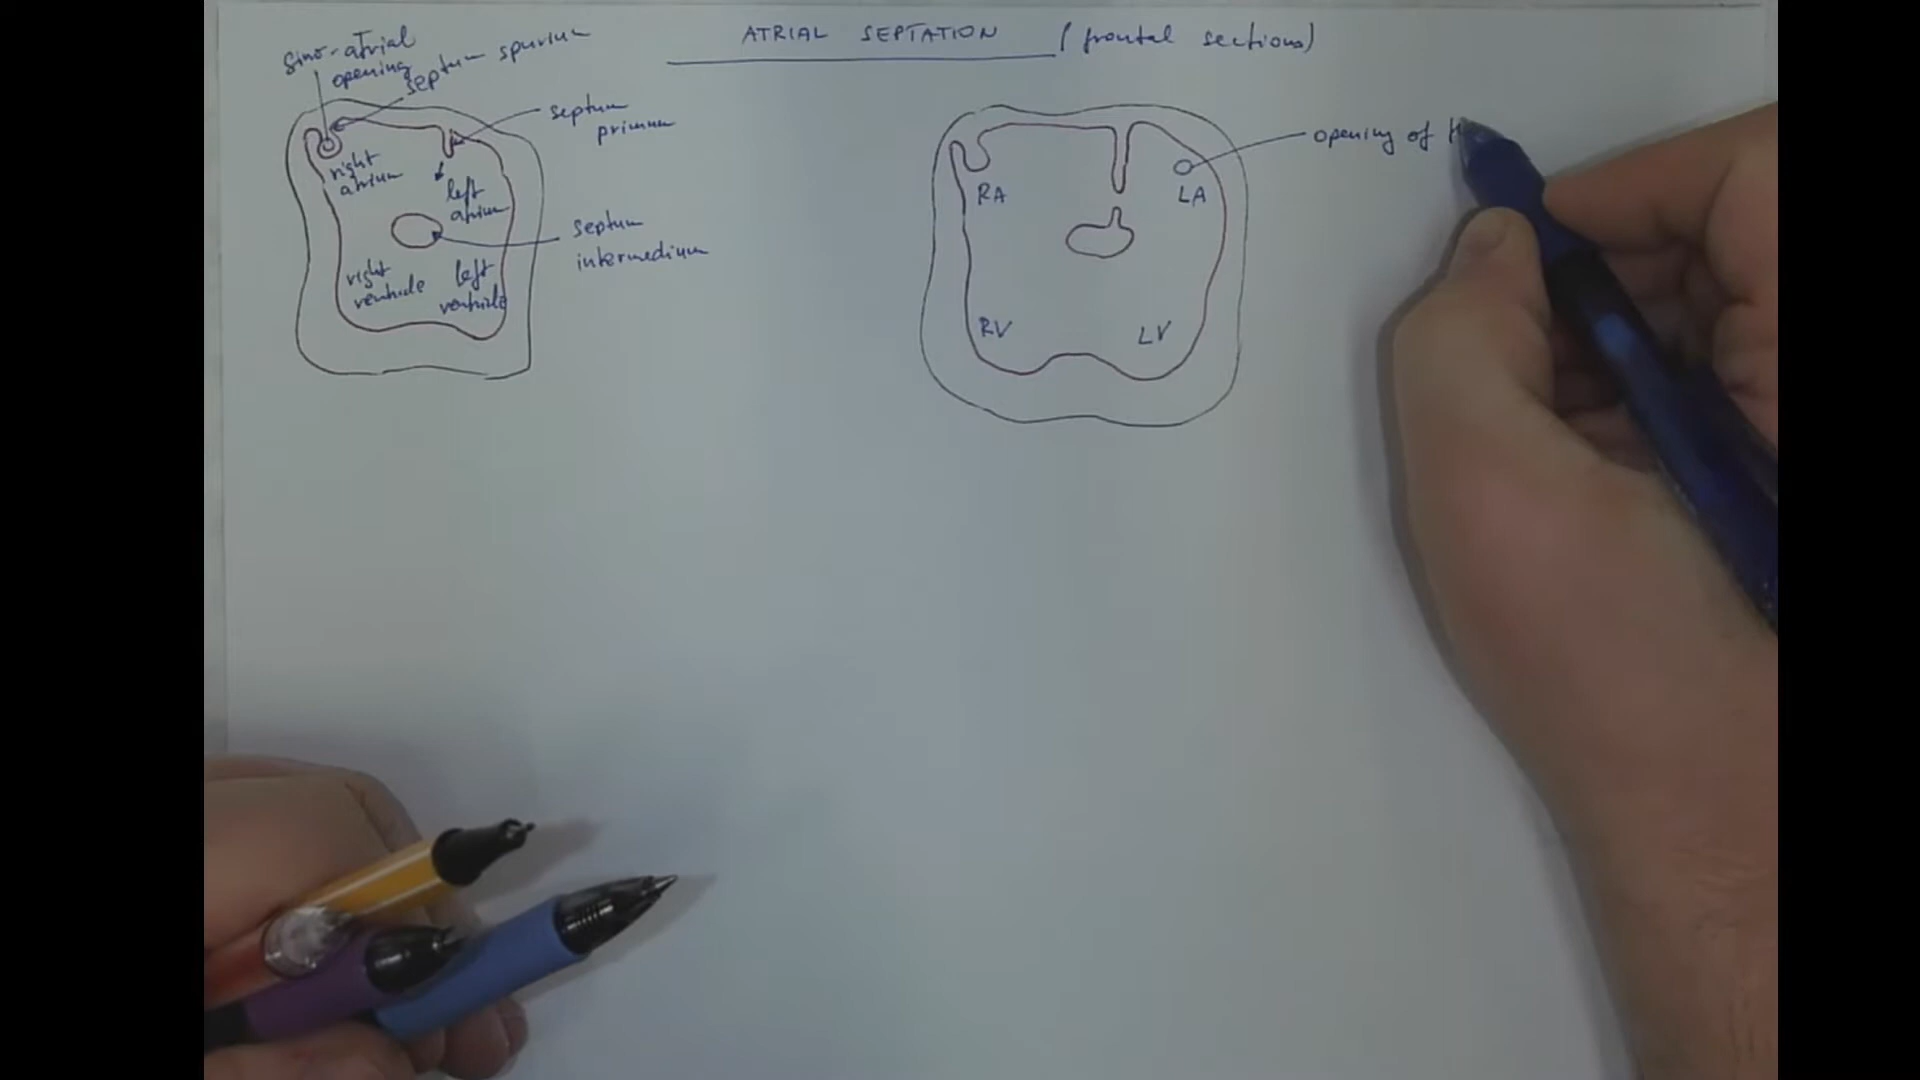 ATRIAL SEPTATION (frontal sections)
sino-atrial
opening
septum spurium
septum
primum
right
atrium
left
atrium
septum
intermedium
right
ventricle
left
ventricle
opening of
RA
LA
RV
LV